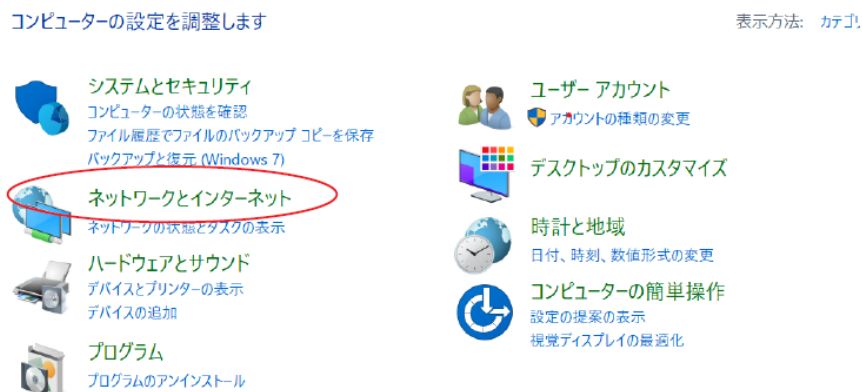 コンピューターの設定を調整します
表示方法: カテゴリ
システムとセキュリティ
コンピューターの状態を確認
ファイル履歴でファイルのバックアップ コピーを保存
バックアップと復元 (Windows 7)
ネットワークとインターネット
ネットワークの状態とタスクの表示
ハードウェアとサウンド
デバイスとプリンターの表示
デバイスの追加
プログラム
プログラムのアンインストール
ユーザー アカウント
アカウントの種類の変更
デスクトップのカスタマイズ
時計と地域
日付、時刻、数値形式の変更
コンピューターの簡単操作
設定の提案の表示
視覚ディスプレイの最適化